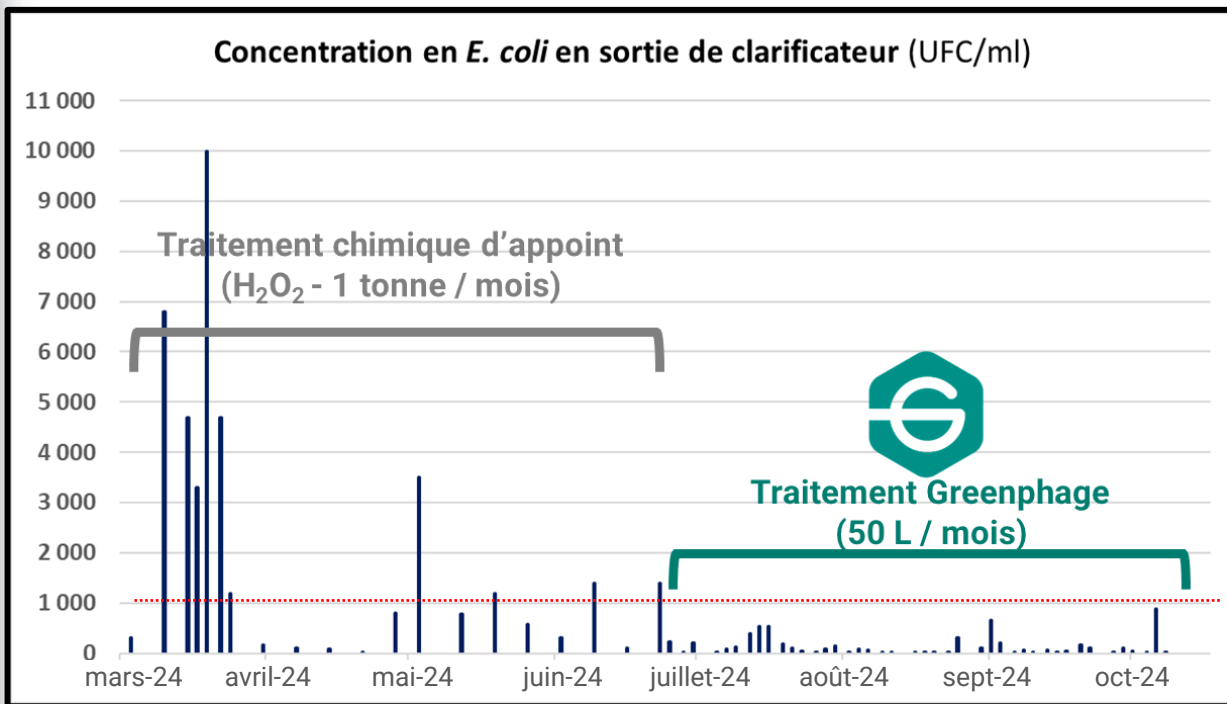 Concentration en E. coli en sortie de clarificateur (UFC/ml)
11 000
10 000
9 000
8 000
7 000
6 000
5 000
4 000
3 000
2 000
1 000
0
Traitement chimique d’appoint
(H₂O₂ - 1 tonne / mois)
G
Traitement Greenphage
(50 L / mois)
mars-24 avril-24 mai-24 juin-24 juillet-24 août-24 sept-24 oct-24